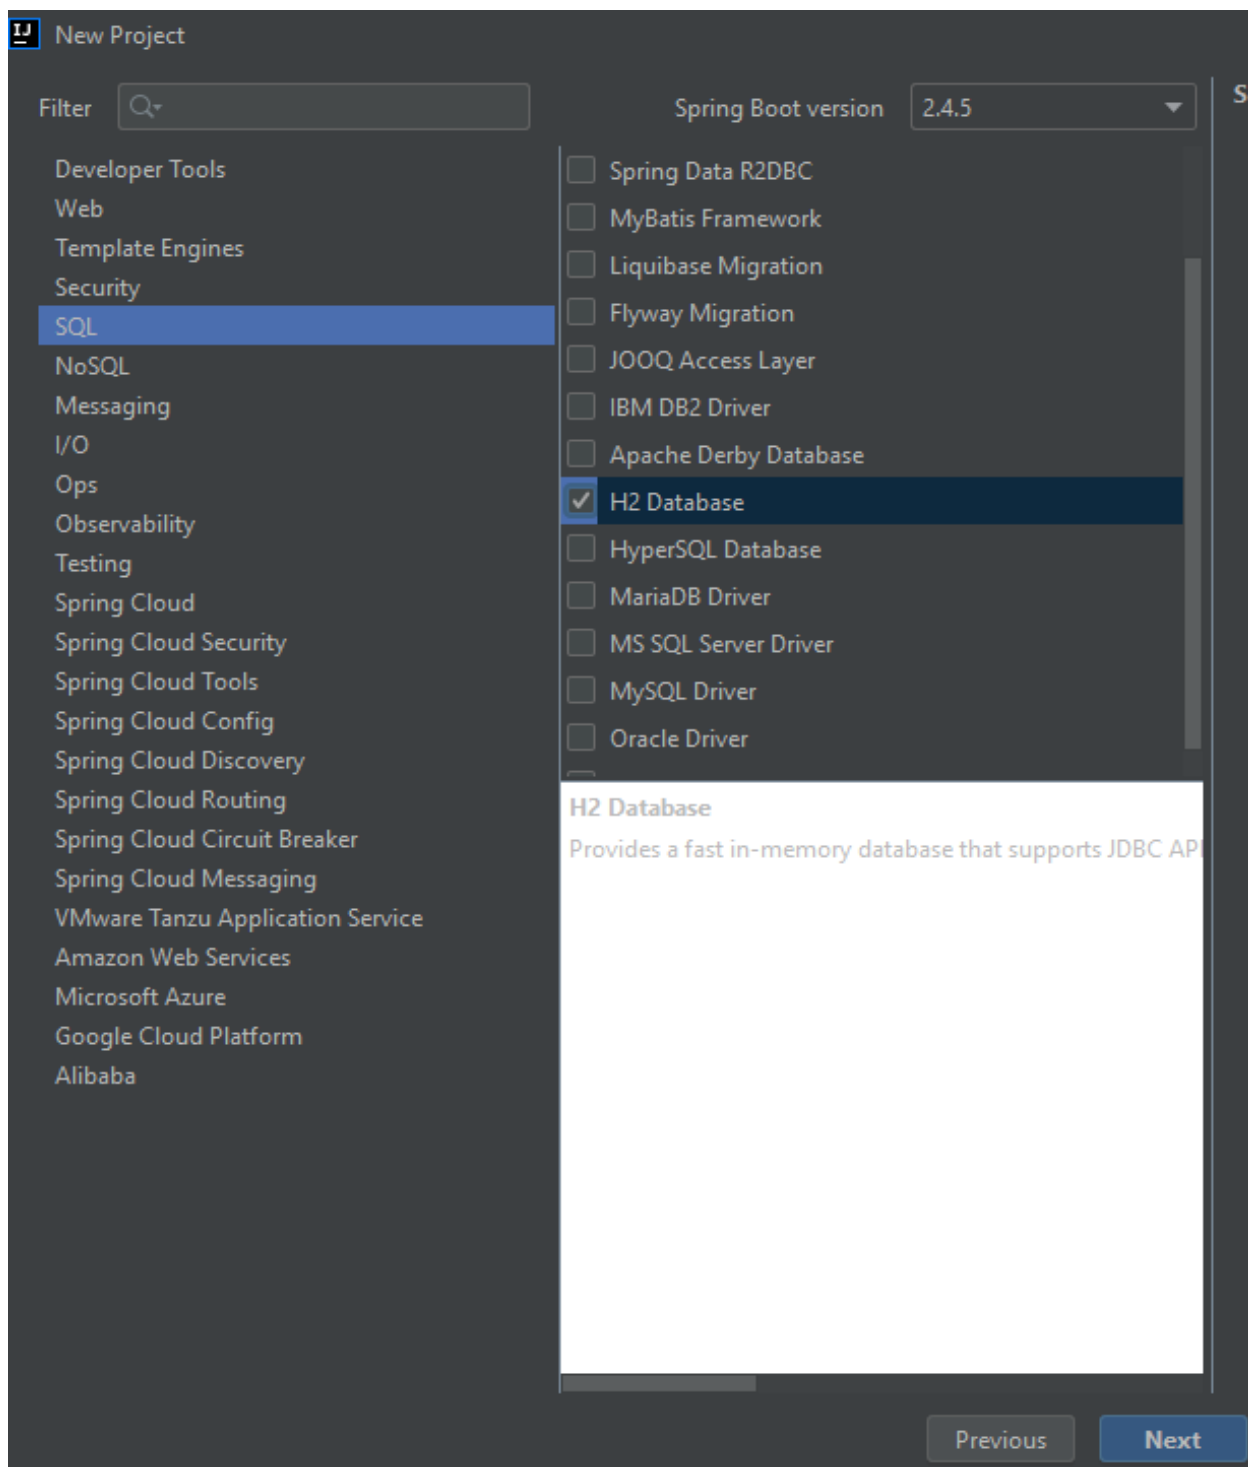 IJ
New Project
Filter
Spring Boot version 2.4.5
Developer Tools
Web
Template Engines
Security
SQL
NoSQL
Messaging
I/O
Ops
Observability
Testing
Spring Cloud
Spring Cloud Security
Spring Cloud Tools
Spring Cloud Config
Spring Cloud Discovery
Spring Cloud Routing
Spring Cloud Circuit Breaker
Spring Cloud Messaging
VMware Tanzu Application Service
Amazon Web Services
Microsoft Azure
Google Cloud Platform
Alibaba
Spring Data R2DBC
MyBatis Framework
Liquibase Migration
Flyway Migration
JOOQ Access Layer
IBM DB2 Driver
Apache Derby Database
H2 Database
HyperSQL Database
MariaDB Driver
MS SQL Server Driver
MySQL Driver
Oracle Driver
H2 Database
Provides a fast in-memory database that supports JDBC API
Previous
Next